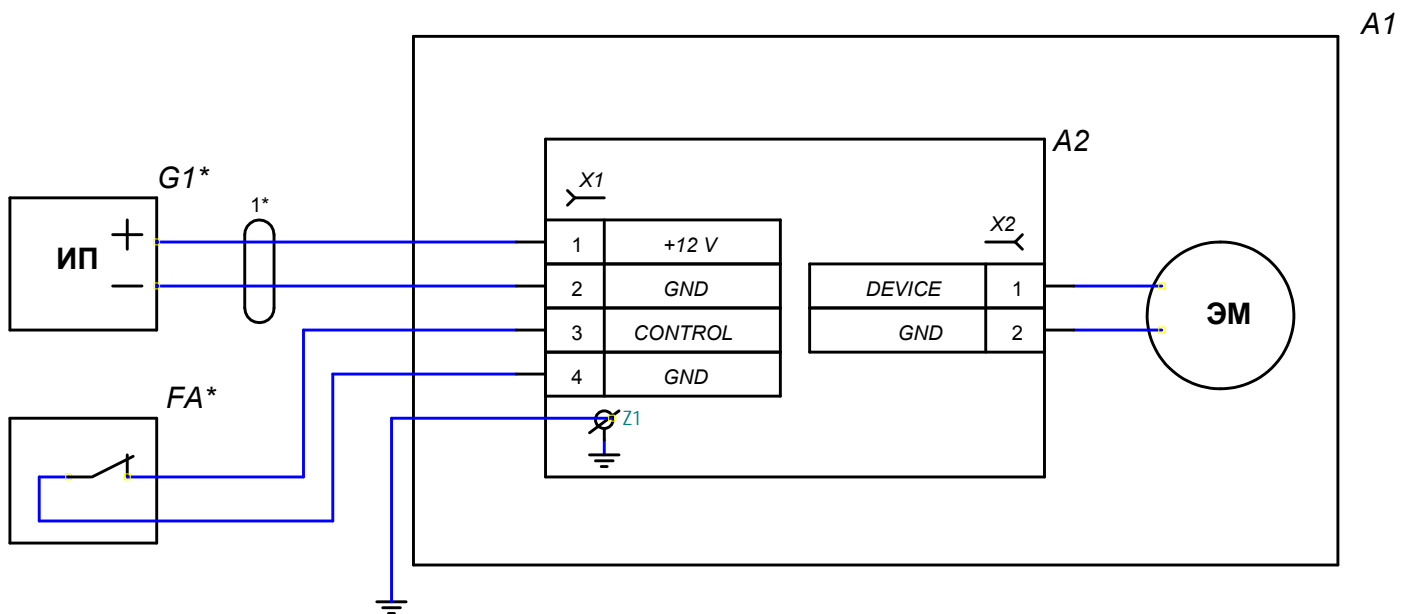 A1
A2
G1*
1*
X1
ИП
+
−
1 +12 V
2 GND
3 CONTROL
4 GND
X2
DEVICE 1
GND 2
ЭМ
FA*
Z1